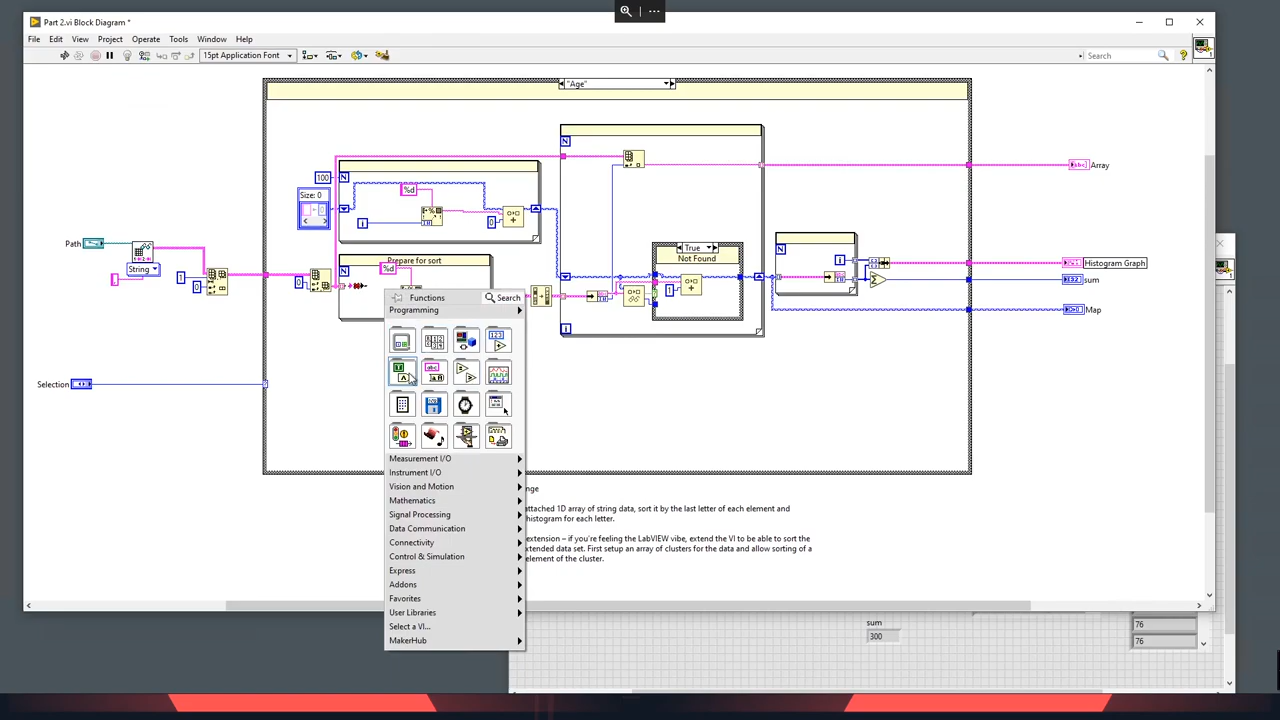 Part 2.vi Block Diagram *
File Edit View Project Operate Tools Window Help
15pt Application Font
Search
"Age"
N
100
N
Size: 0
%d
i
0
Array
Path
String
1
0
0
Prepare for sort
N
%d
True
Not Found
1
i
N
i
Histogram Graph
sum
Map
Selection
Functions Search
Programming
Measurement I/O
Instrument I/O
Vision and Motion
Mathematics
Signal Processing
Data Communication
Connectivity
Control & Simulation
Express
Addons
Favorites
User Libraries
Select a VI...
MakerHub
nge
attached 1D array of string data, sort it by the last letter of each element and
histogram for each letter.
extension – if you're feeling the LabVIEW vibe, extend the VI to be able to sort the
xtended data set. First setup an array of clusters for the data and allow sorting of a
element of the cluster.
sum
300
76
76